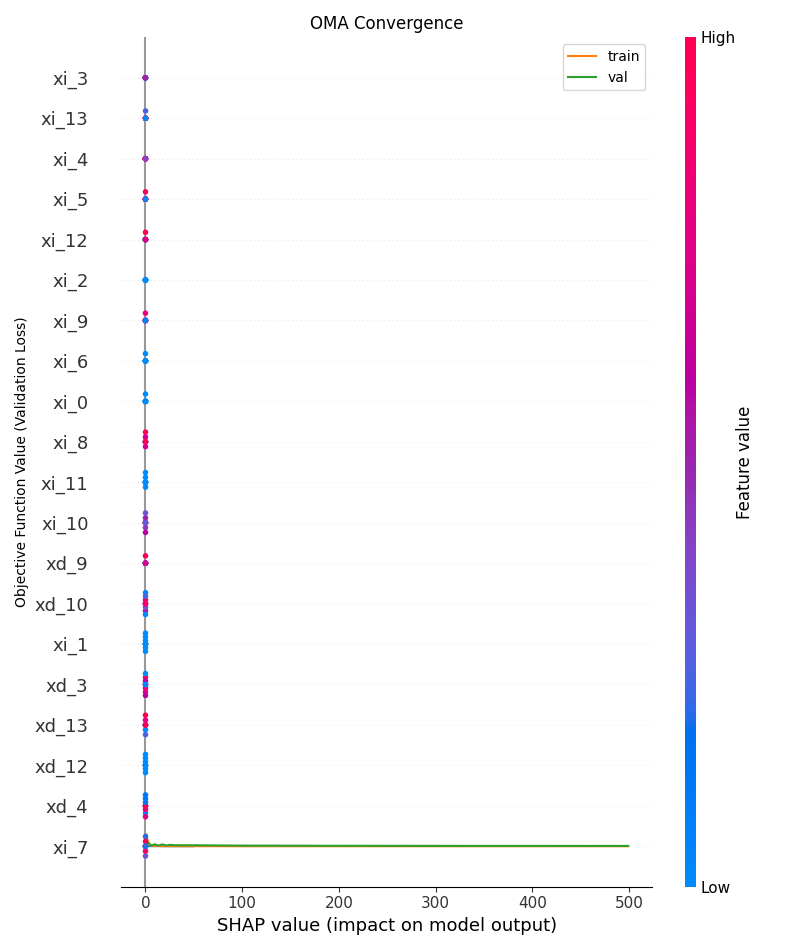 OMA Convergence
train
val
High
xi_3
xi_13
xi_4
xi_5
xi_12
xi_2
xi_9
xi_6
xi_0
xi_8
xi_11
xi_10
xd_9
xd_10
xi_1
xd_3
xd_13
xd_12
xd_4
xi_7
Objective Function Value (Validation Loss)
Feature value
Low
0 100 200 300 400 500
SHAP value (impact on model output)